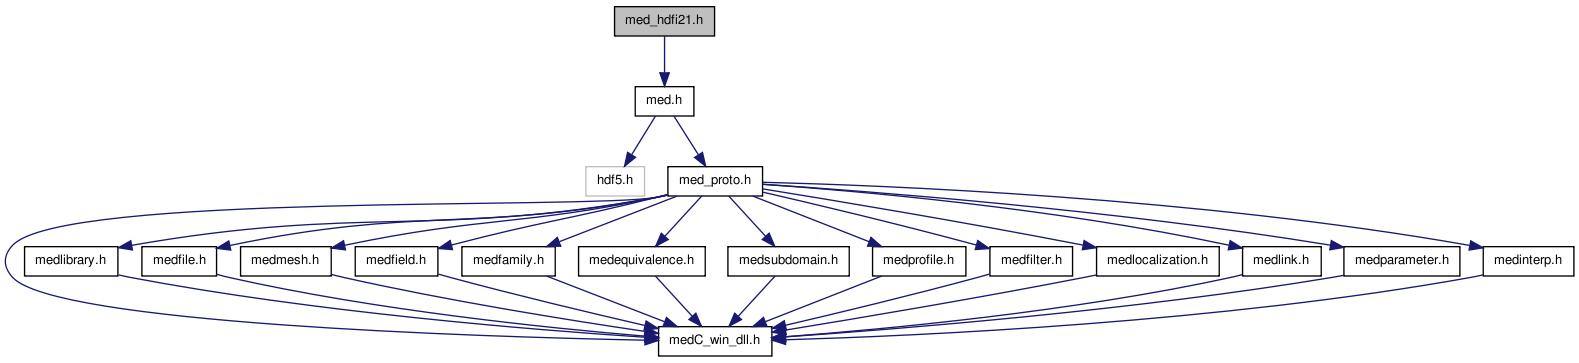 med_hdfi21.h
med.h
hdf5.h
med_proto.h
medlibrary.h
medfile.h
medmesh.h
medfield.h
medfamily.h
medequivalence.h
medsubdomain.h
medprofile.h
medfilter.h
medlocalization.h
medlink.h
medparameter.h
medinterp.h
medC_win_dll.h